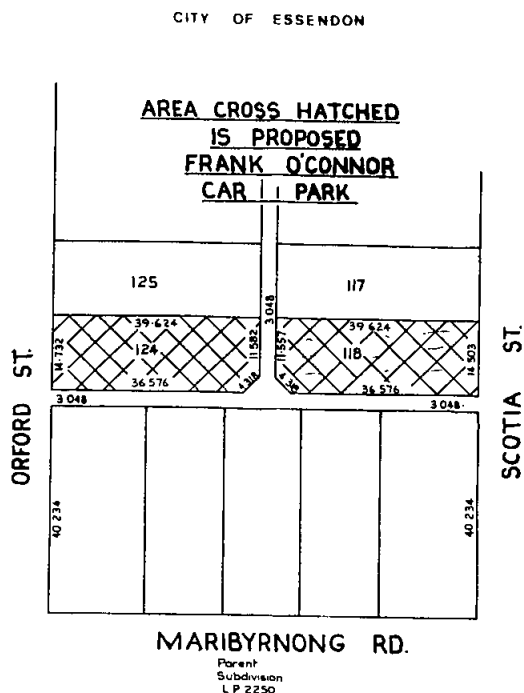 CITY OF ESSENDON
AREA CROSS HATCHED
IS PROPOSED
FRANK O'CONNOR
CAR PARK
125
117
3 048
39·624
39 624
14·732
124
11 582
11·557
118
14 503
36 576
4·318
4·318
36 576
3 048
3 048·
ORFORD ST.
SCOTIA ST.
40 234
40 234
MARIBYRNONG RD.
Parent
Subdivision
L P 2250